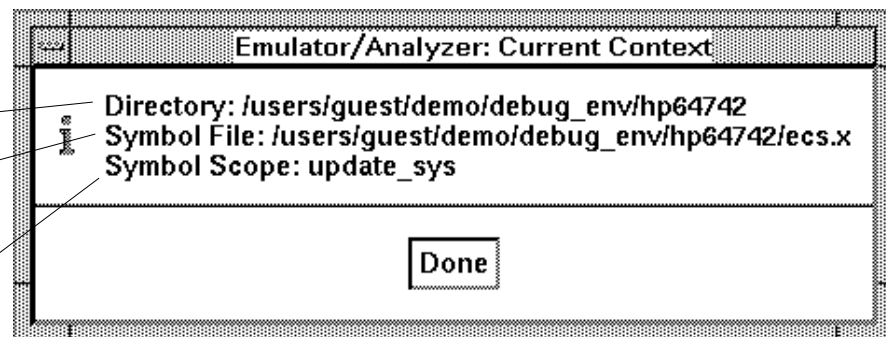 Emulator/Analyzer: Current Context
Directory: /users/guest/demo/debug_env/hp64742
Symbol File: /users/guest/demo/debug_env/hp64742/ecs.x
Symbol Scope: update_sys
Done